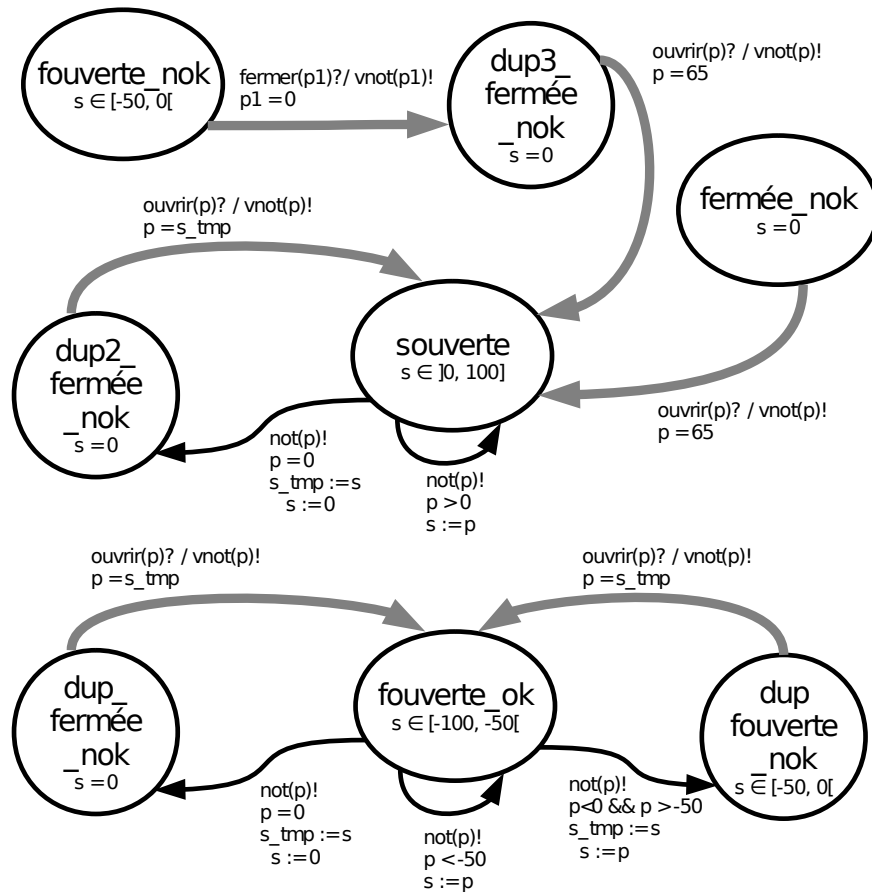 fouverte_nok
s ∈ [-50, 0[
fermer(p1)?/ vnot(p1)!
p1 = 0
dup3_
fermée
_nok
s = 0
ouvrir(p)? / vnot(p)!
p = 65
fermée_nok
s = 0
ouvrir(p)? / vnot(p)!
p = s_tmp
dup2_
fermée
_nok
s = 0
souverte
s ∈ ]0, 100]
ouvrir(p)? / vnot(p)!
p = 65
not(p)!
p = 0
s_tmp := s
s := 0
not(p)!
p > 0
s := p
ouvrir(p)? / vnot(p)!
p = s_tmp
ouvrir(p)? / vnot(p)!
p = s_tmp
dup_
fermée
_nok
s = 0
fouverte_ok
s ∈ [-100, -50[
dup
fouverte
_nok
s ∈ [-50, 0[
not(p)!
p = 0
s_tmp := s
s := 0
not(p)!
p < -50
s := p
not(p)!
p<0 && p > -50
s_tmp := s
s := p